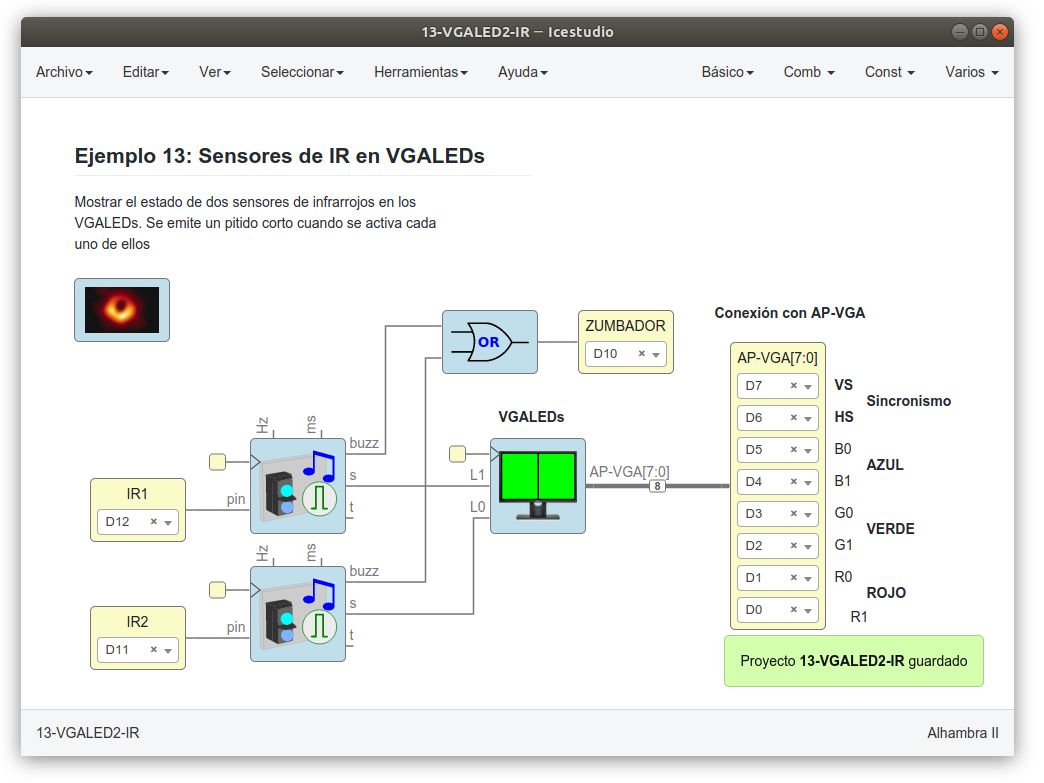 13-VGALED2-IR – Icestudio
Archivo Editar Ver Seleccionar Herramientas Ayuda Básico Comb Const Varios
Ejemplo 13: Sensores de IR en VGALEDs
Mostrar el estado de dos sensores de infrarrojos en los
VGALEDs. Se emite un pitido corto cuando se activa cada
uno de ellos
OR
ZUMBADOR
D10
Conexión con AP-VGA
AP-VGA[7:0]
D7 VS
Sincronismo
D6 HS
D5 B0
AZUL
D4 B1
D3 G0
VERDE
D2 G1
D1 R0
ROJO
D0 R1
VGALEDs
L1
L0
AP-VGA[7:0]
8
Hz ms
buzz
s
t
pin
IR1
D12
Hz ms
buzz
s
t
pin
IR2
D11
Proyecto 13-VGALED2-IR guardado
13-VGALED2-IR Alhambra II